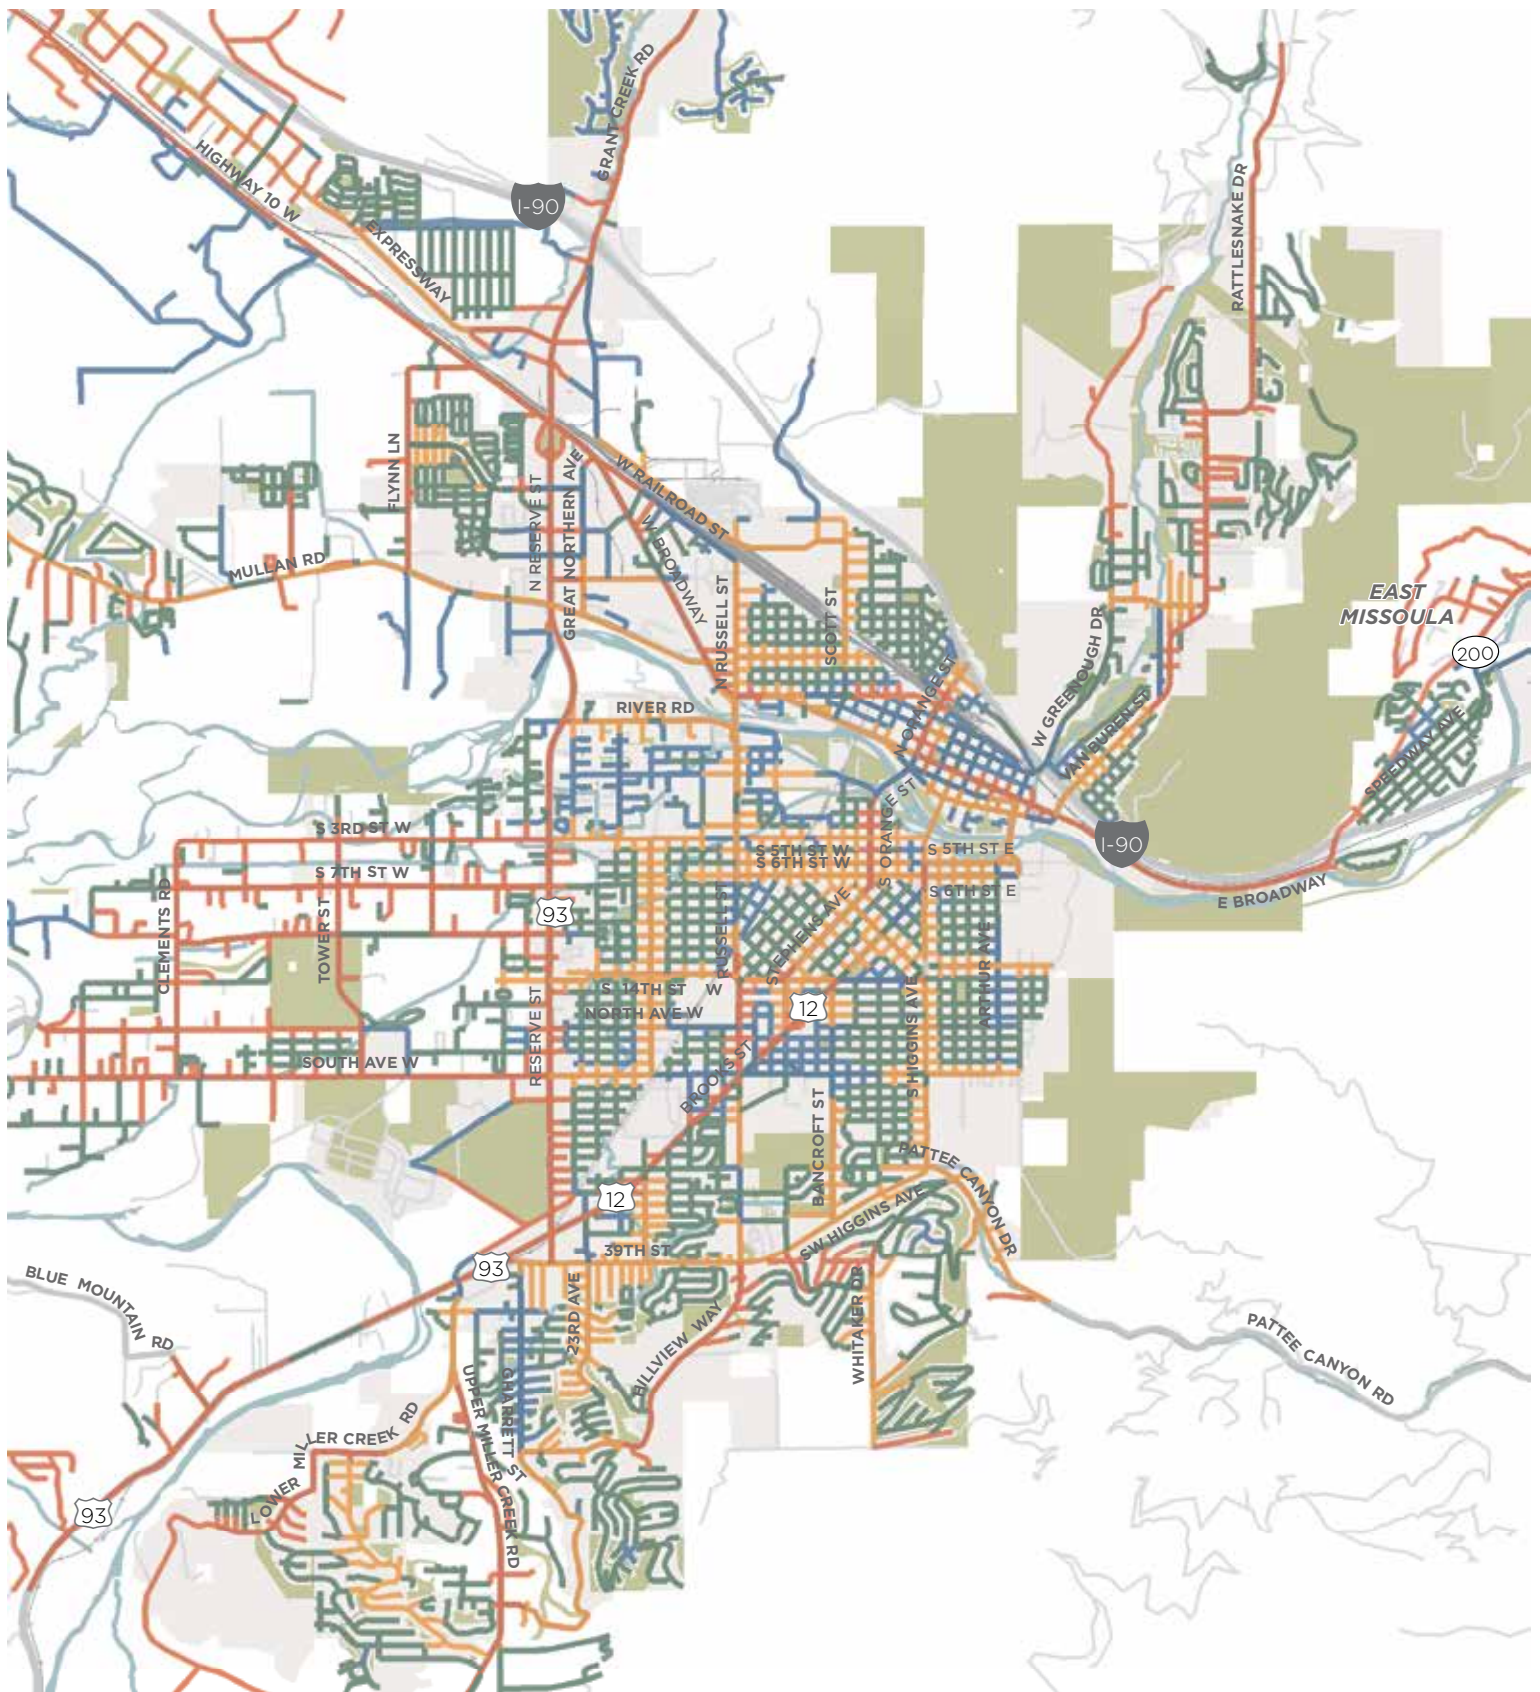 GRANT CREEK RD
HIGHWAY 10 W
I-90
RATTLESNAKE DR
EXPRESSWAY
FLYNN LN
W RAILROAD ST
N RESERVE ST
GREAT NORTHERN AVE
W BROADWAY
MULLAN RD
N RUSSELL ST
SCOTT ST
EAST
MISSOULA
200
W GREENOUGH DR
N ORANGE ST
VAN BUREN ST
RIVER RD
SPEEDWAY AVE
S 3RD ST W
S ORANGE ST
I-90
S 5TH ST W
S 5TH ST E
S 6TH ST W
S 7TH ST W
S 6TH ST E
E BROADWAY
93
CLEMENTS RD
TOWER ST
RUSSELL ST
STEPHENS AVE
ARTHUR AVE
S 14TH ST W
12
NORTH AVE W
RESERVE ST
S HIGGINS AVE
SOUTH AVE W
BROOKS ST
BANCROFT ST
PATTEE CANYON DR
12
SW HIGGINS AVE
39TH ST
93
BLUE MOUNTAIN RD
23RD AVE
WHITAKER DR
BILLVIEW WAY
PATTEE CANYON RD
UPPER MILLER CREEK RD
GHARRETT ST
LOWER MILLER CREEK RD
93